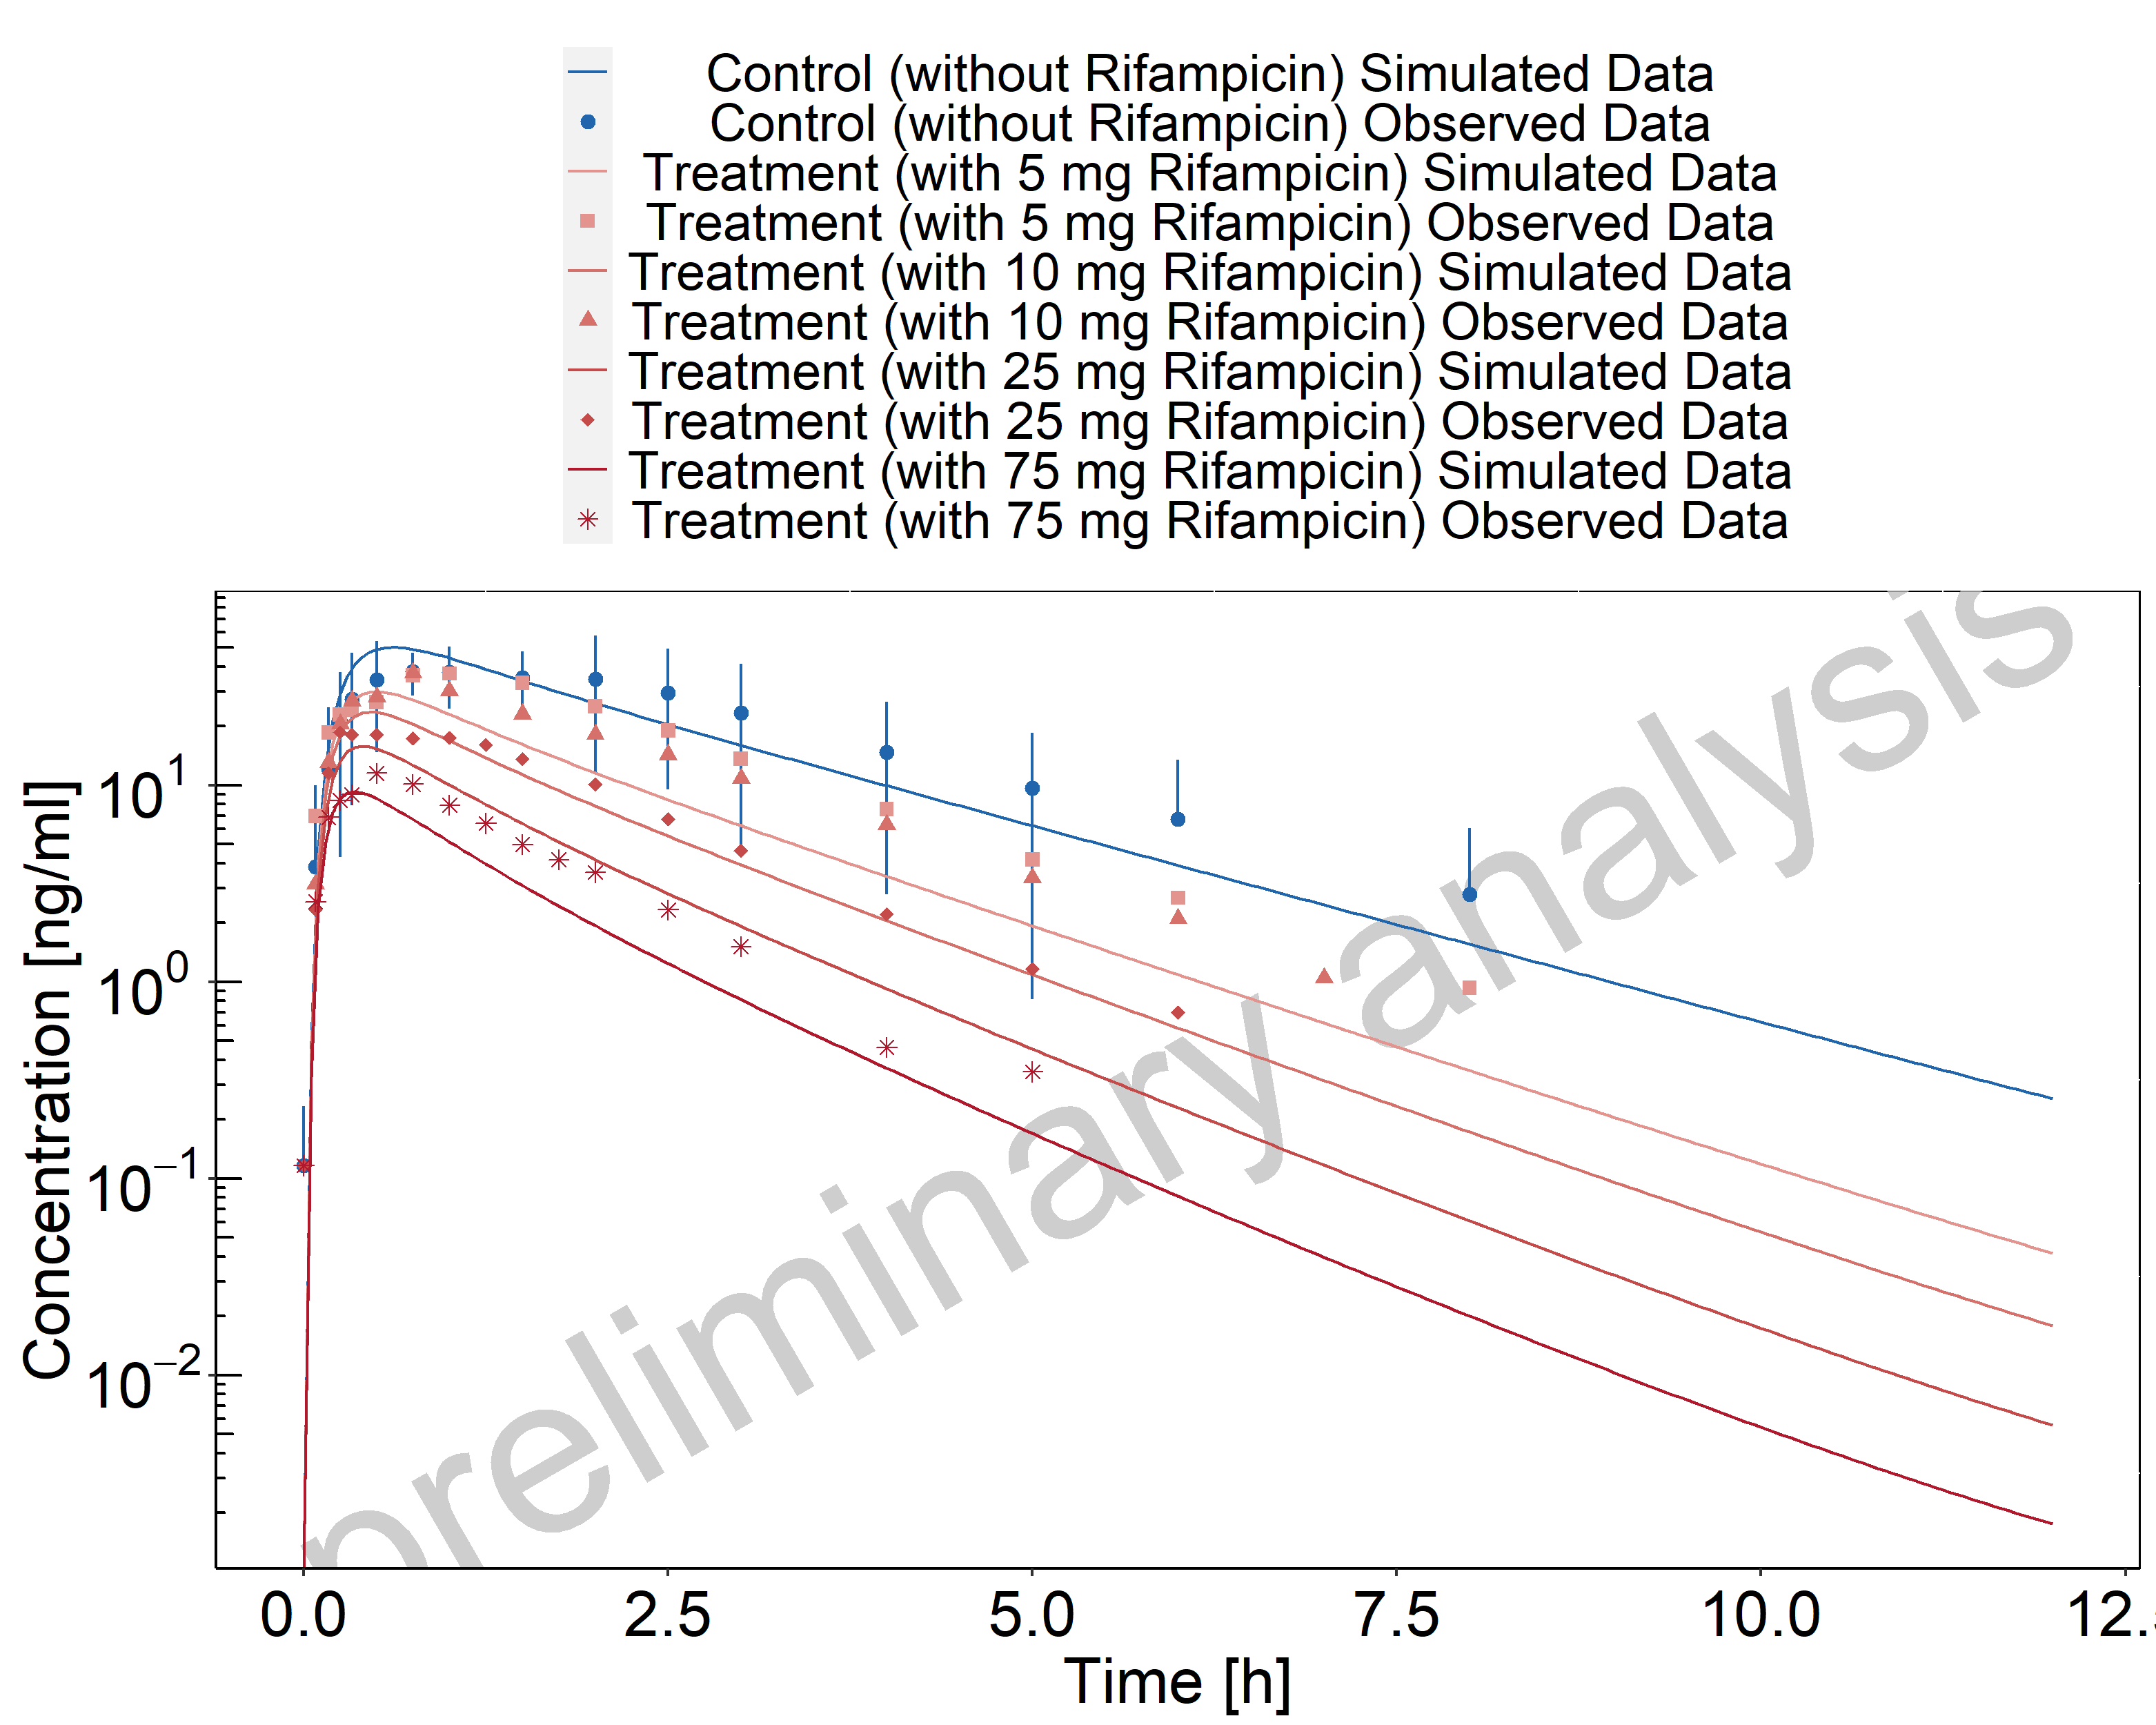 Control (without Rifampicin) Simulated Data
Control (without Rifampicin) Observed Data
Treatment (with 5 mg Rifampicin) Simulated Data
Treatment (with 5 mg Rifampicin) Observed Data
Treatment (with 10 mg Rifampicin) Simulated Data
Treatment (with 10 mg Rifampicin) Observed Data
Treatment (with 25 mg Rifampicin) Simulated Data
Treatment (with 25 mg Rifampicin) Observed Data
Treatment (with 75 mg Rifampicin) Simulated Data
Treatment (with 75 mg Rifampicin) Observed Data
Concentration [ng/ml]
10¹
10⁰
10⁻¹
10⁻²
preliminary analysis
0.0 2.5 5.0 7.5 10.0 12.5
Time [h]